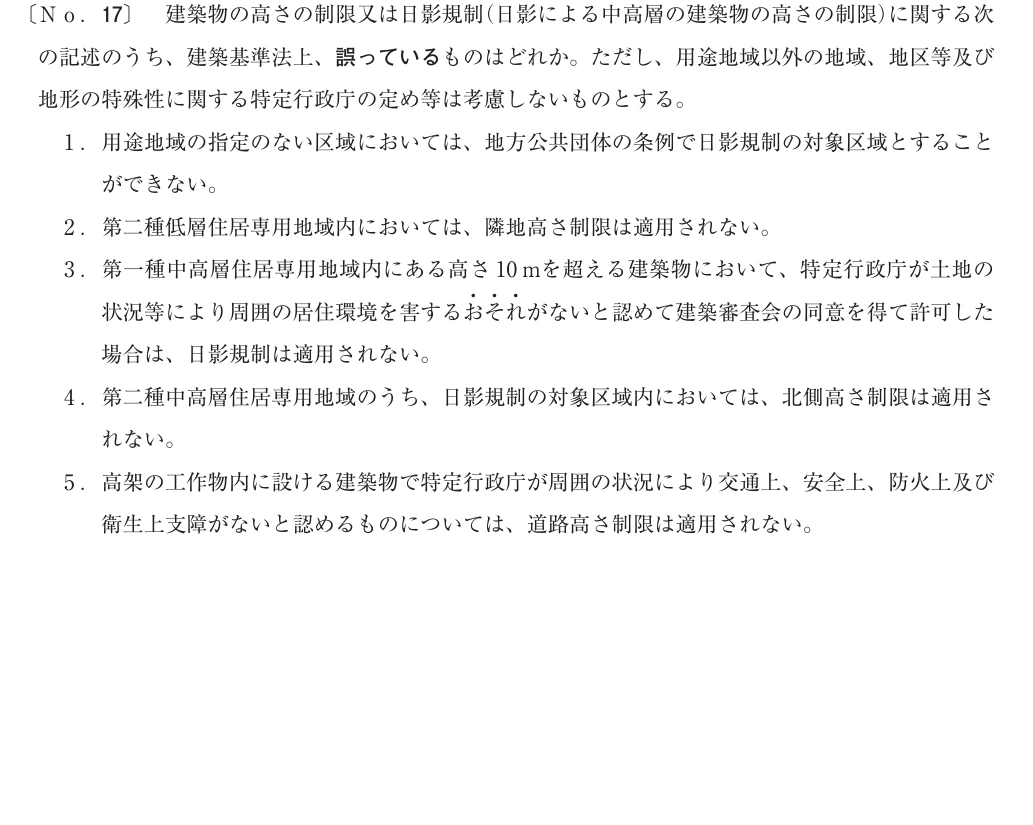 〔Ｎｏ．17〕　建築物の高さの制限又は日影規制(日影による中高層の建築物の高さの制限)に関する次
の記述のうち、建築基準法上、誤っているものはどれか。ただし、用途地域以外の地域、地区等及び
地形の特殊性に関する特定行政庁の定め等は考慮しないものとする。
１．用途地域の指定のない区域においては、地方公共団体の条例で日影規制の対象区域とすること
ができない。
２．第二種低層住居専用地域内においては、隣地高さ制限は適用されない。
３．第一種中高層住居専用地域内にある高さ 10 mを超える建築物において、特定行政庁が土地の
状況等により周囲の居住環境を害するおそれがないと認めて建築審査会の同意を得て許可した
場合は、日影規制は適用されない。
４．第二種中高層住居専用地域のうち、日影規制の対象区域内においては、北側高さ制限は適用さ
れない。
５．高架の工作物内に設ける建築物で特定行政庁が周囲の状況により交通上、安全上、防火上及び
衛生上支障がないと認めるものについては、道路高さ制限は適用されない。